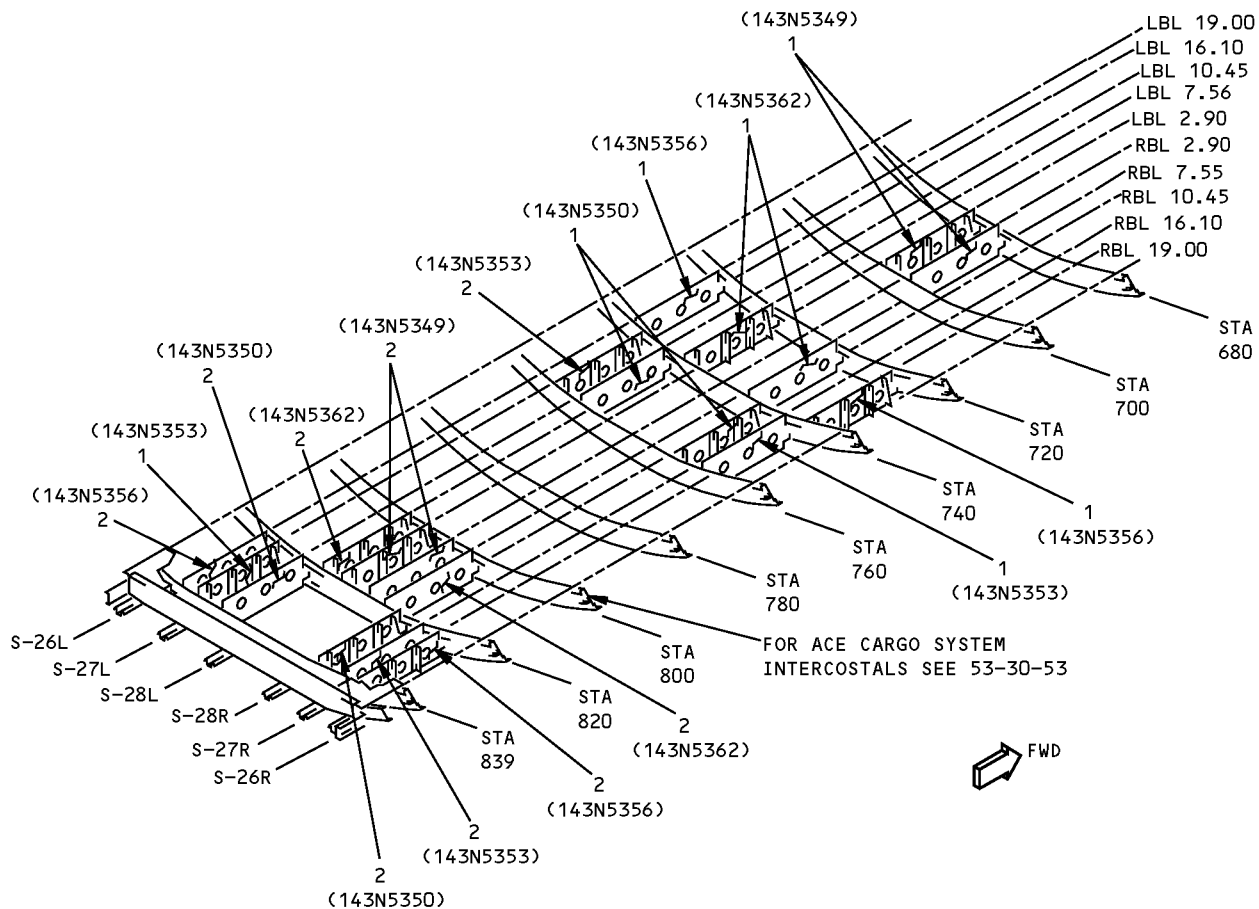 (143N5349)
1
LBL 19.00
LBL 16.10
LBL 10.45
LBL 7.56
LBL 2.90
RBL 2.90
RBL 7.55
RBL 10.45
RBL 16.10
RBL 19.00
(143N5362)
1
(143N5356)
1
(143N5350)
1
(143N5353)
2
(143N5349)
2
(143N5350)
2
(143N5362)
2
(143N5353)
1
(143N5356)
2
STA
680
STA
700
STA
720
STA
740
STA
760
STA
780
STA
800
STA
820
STA
839
1
(143N5356)
1
(143N5353)
FOR ACE CARGO SYSTEM
INTERCOSTALS SEE 53-30-53
S-26L
S-27L
S-28L
S-28R
S-27R
S-26R
2
(143N5362)
2
(143N5356)
2
(143N5353)
2
(143N5350)
FWD